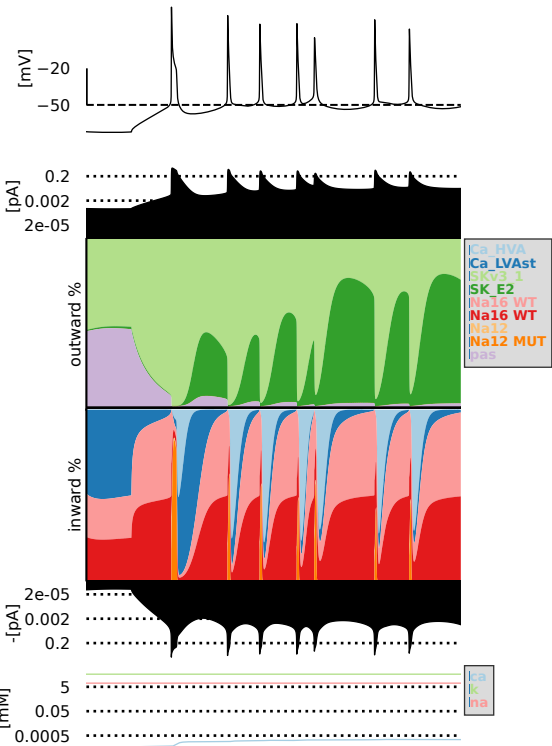 [mV]
−20
−50
[pA]
0.2
0.002
2e-05
outward %
Ca_HVA
Ca_LVAst
SKv3_1
SK_E2
Na16 WT
Na16 WT
Na12
Na12 MUT
pas
inward %
-[pA]
2e-05
0.002
0.2
[mM]
5
0.05
0.0005
ca
k
na